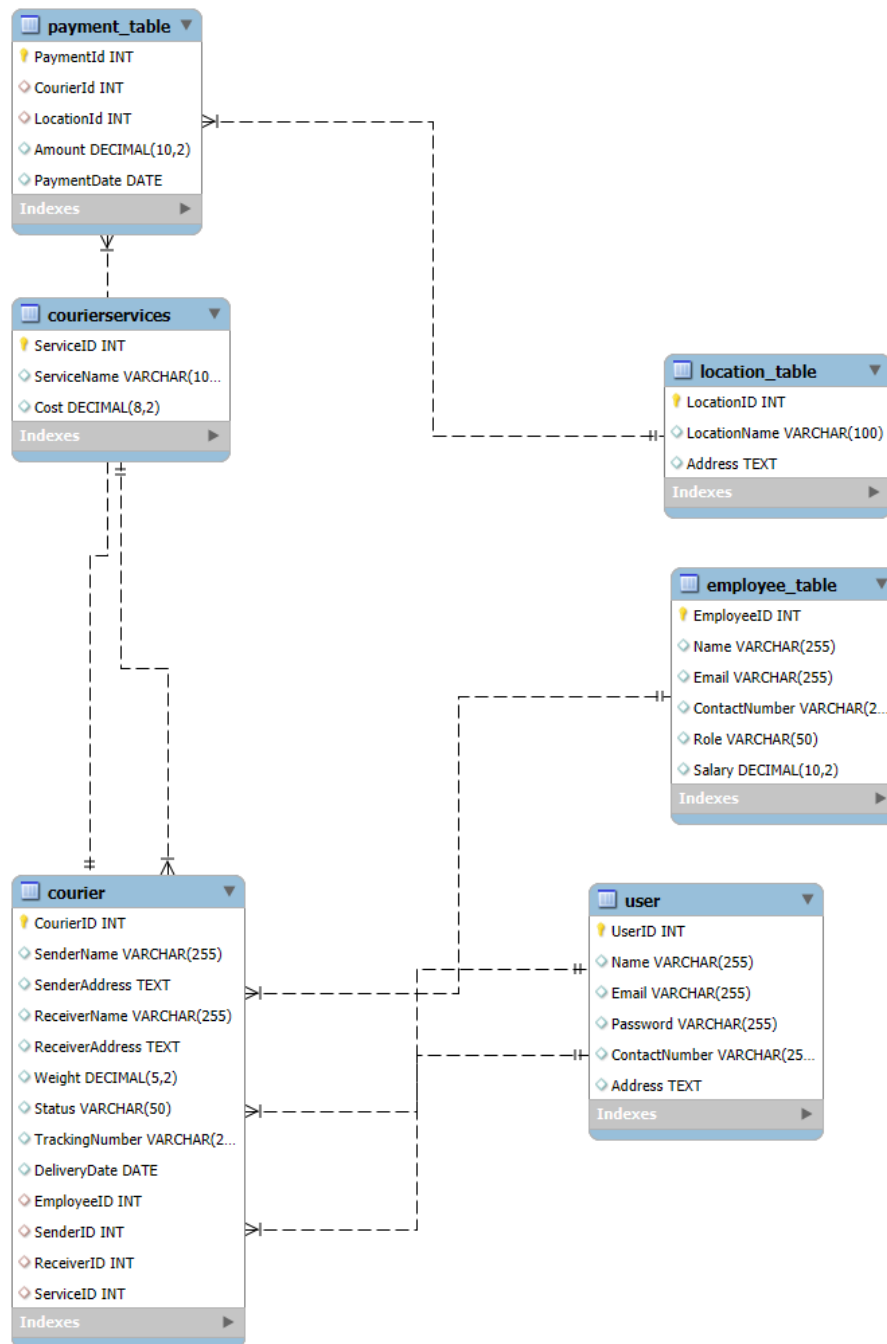 payment_table
PaymentId INT
CourierId INT
LocationId INT
Amount DECIMAL(10,2)
PaymentDate DATE
Indexes
courierservices
ServiceID INT
ServiceName VARCHAR(10...
Cost DECIMAL(8,2)
Indexes
location_table
LocationID INT
LocationName VARCHAR(100)
Address TEXT
Indexes
employee_table
EmployeeID INT
Name VARCHAR(255)
Email VARCHAR(255)
ContactNumber VARCHAR(2...
Role VARCHAR(50)
Salary DECIMAL(10,2)
Indexes
courier
CourierID INT
SenderName VARCHAR(255)
SenderAddress TEXT
ReceiverName VARCHAR(255)
ReceiverAddress TEXT
Weight DECIMAL(5,2)
Status VARCHAR(50)
TrackingNumber VARCHAR(2...
DeliveryDate DATE
EmployeeID INT
SenderID INT
ReceiverID INT
ServiceID INT
Indexes
user
UserID INT
Name VARCHAR(255)
Email VARCHAR(255)
Password VARCHAR(255)
ContactNumber VARCHAR(25...
Address TEXT
Indexes